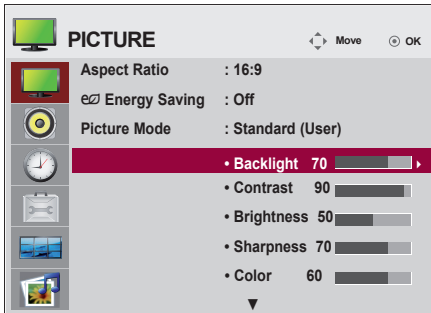 PICTURE
Move OK
Aspect Ratio : 16:9
Energy Saving : Off
Picture Mode : Standard (User)
• Backlight 70
• Contrast 90
• Brightness 50
• Sharpness 70
• Color 60